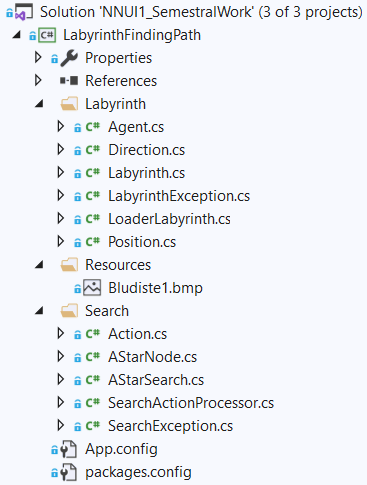 Solution 'NNUI1_SemestralWork' (3 of 3 projects)
C# LabyrinthFindingPath
Properties
References
Labyrinth
C# Agent.cs
C# Direction.cs
C# Labyrinth.cs
C# LabyrinthException.cs
C# LoaderLabyrinth.cs
C# Position.cs
Resources
Bludiste1.bmp
Search
C# Action.cs
C# AStarNode.cs
C# AStarSearch.cs
C# SearchActionProcessor.cs
C# SearchException.cs
App.config
packages.config